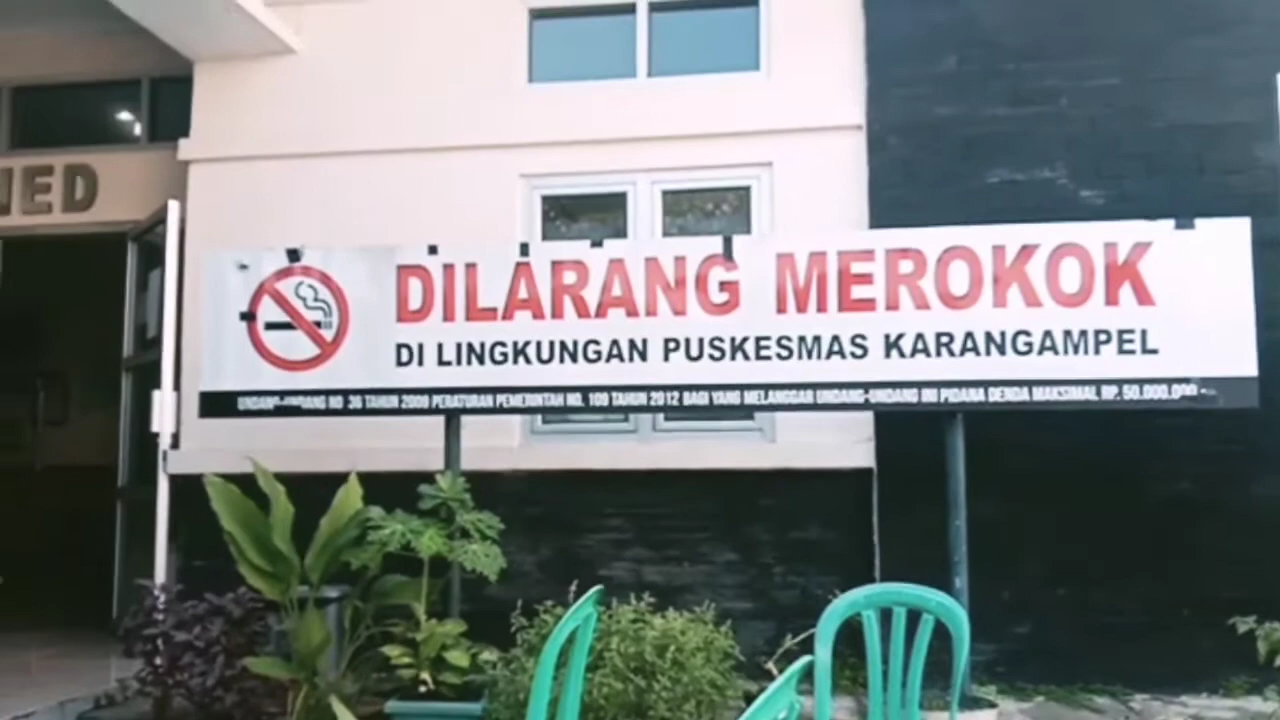 NED
DILARANG MEROKOK
DI LINGKUNGAN PUSKESMAS KARANGAMPEL
UNDANG-UNDANG NO 36 TAHUN 2009 PERATURAN PEMERINTAH NO. 109 TAHUN 2012 BAGI YANG MELANGGAR UNDANG-UNDANG INI PIDANA DENDA MAKSIMAL RP. 50.000.000